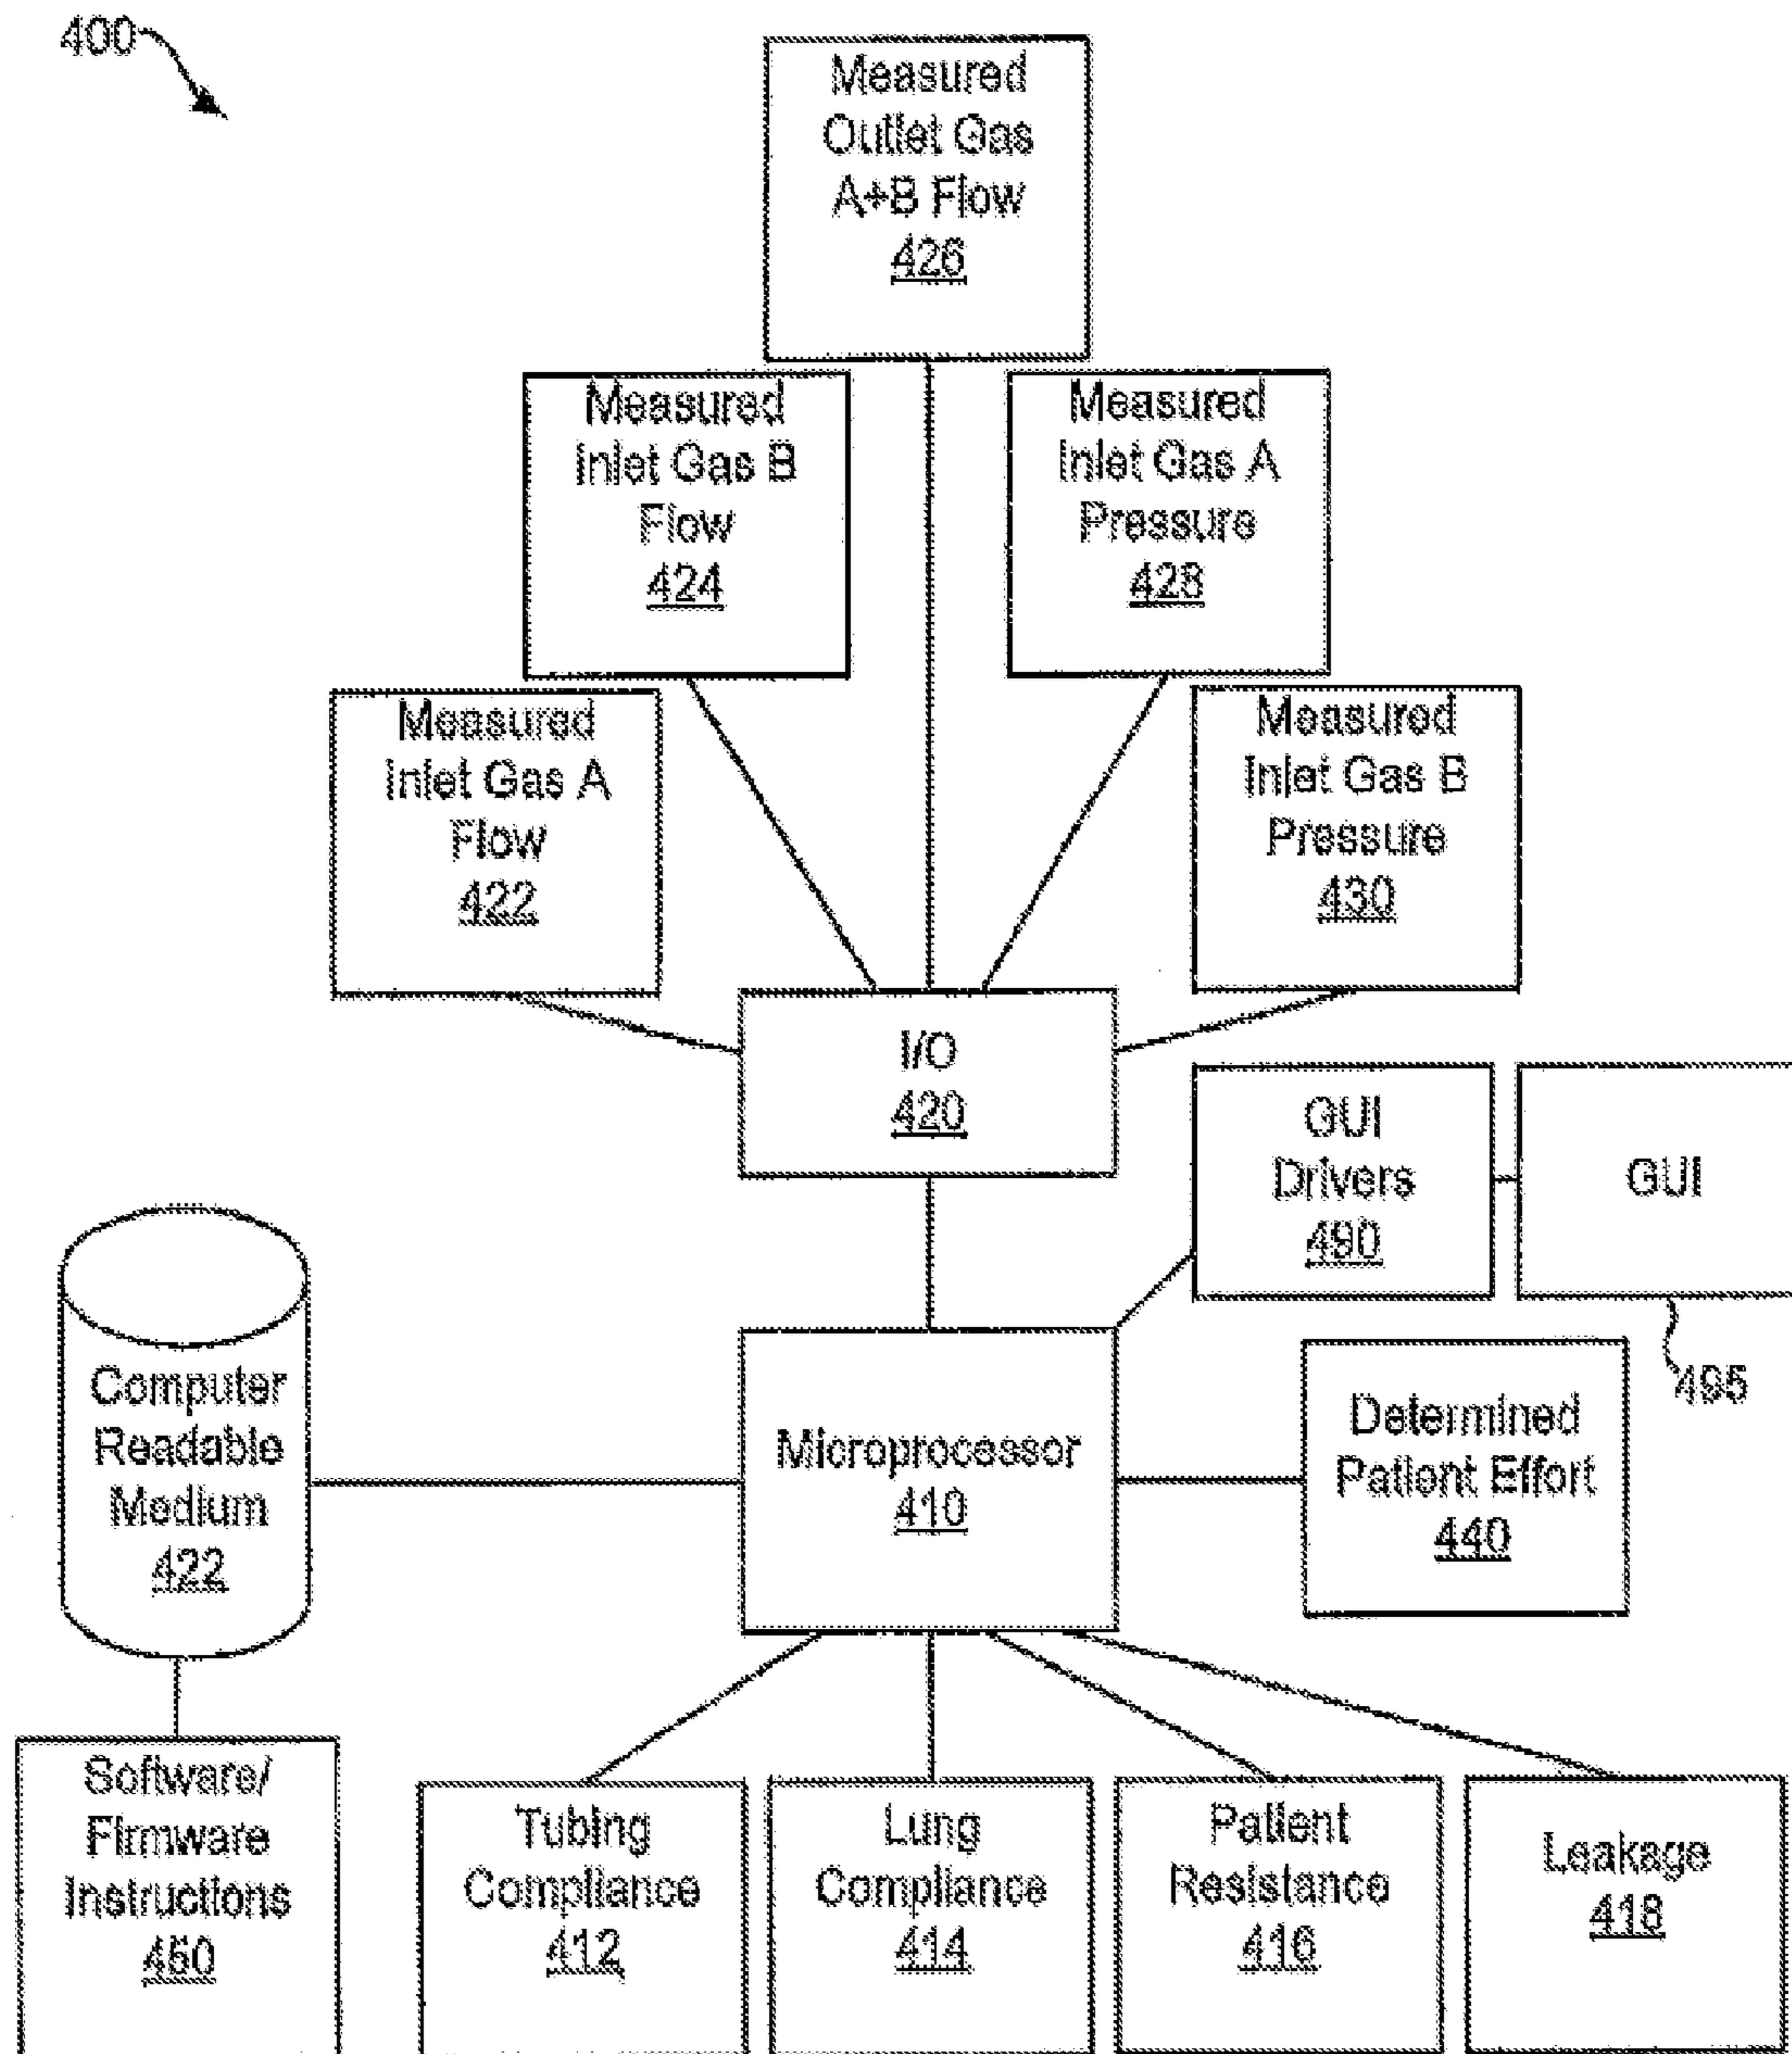 400
Measured
Outlet Gas
A+B Flow
426
Measured
Inlet Gas B
Flow
424
Measured
Inlet Gas A
Pressure
428
Measured
Inlet Gas A
Flow
422
Measured
Inlet Gas B
Pressure
430
I/O
420
GUI
Drivers
490
GUI
495
Computer
Readable
Medium
422
Microprocessor
410
Determined
Patient Effort
440
Software/
Firmware
Instructions
450
Tubing
Compliance
412
Lung
Compliance
414
Patient
Resistance
416
Leakage
418